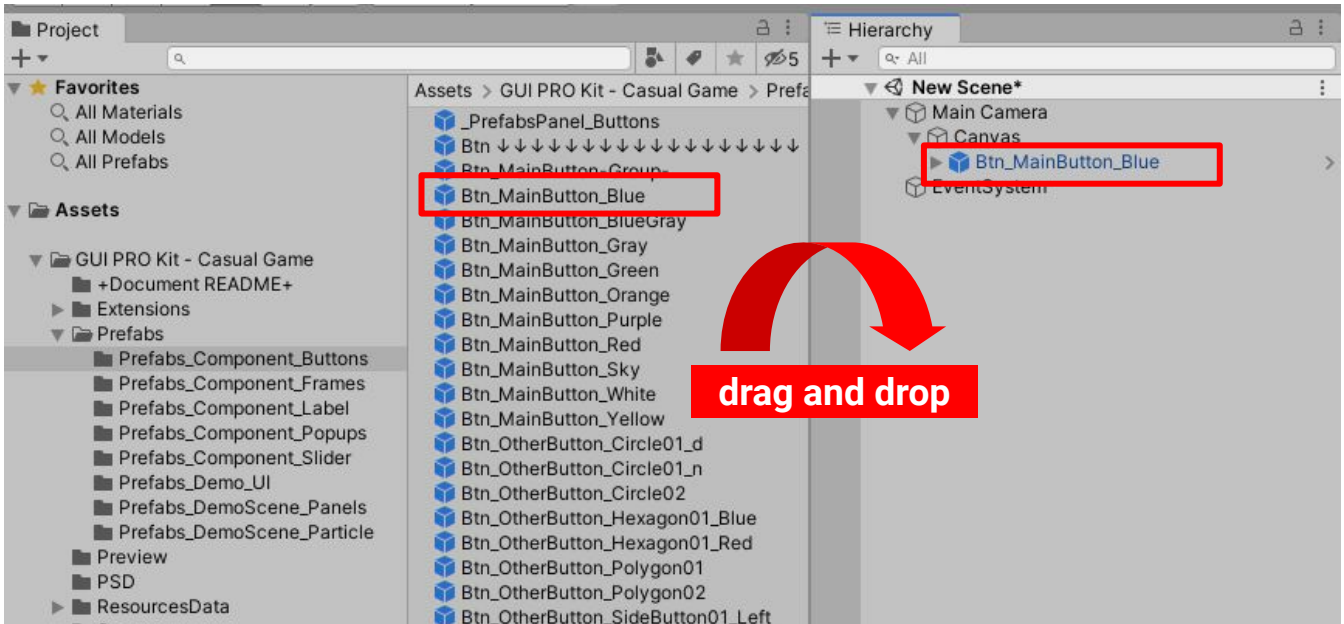 Project
5
Favorites
All Materials
All Models
All Prefabs
Assets
GUI PRO Kit - Casual Game
+Document README+
Extensions
Prefabs
Prefabs_Component_Buttons
Prefabs_Component_Frames
Prefabs_Component_Label
Prefabs_Component_Popups
Prefabs_Component_Slider
Prefabs_Demo_UI
Prefabs_DemoScene_Panels
Prefabs_DemoScene_Particle
Preview
PSD
ResourcesData
Assets > GUI PRO Kit - Casual Game > Prefa
_PrefabsPanel_Buttons
Btn ↓↓↓↓↓↓↓↓↓↓↓↓↓↓↓↓↓↓
Btn_MainButton-Group-
Btn_MainButton_Blue
Btn_MainButton_BlueGray
Btn_MainButton_Gray
Btn_MainButton_Green
Btn_MainButton_Orange
Btn_MainButton_Purple
Btn_MainButton_Red
Btn_MainButton_Sky
Btn_MainButton_White
Btn_MainButton_Yellow
Btn_OtherButton_Circle01_d
Btn_OtherButton_Circle01_n
Btn_OtherButton_Circle02
Btn_OtherButton_Hexagon01_Blue
Btn_OtherButton_Hexagon01_Red
Btn_OtherButton_Polygon01
Btn_OtherButton_Polygon02
Btn_OtherButton_SideButton01_Left
drag and drop
Hierarchy
All
New Scene*
Main Camera
Canvas
Btn_MainButton_Blue
EventSystem